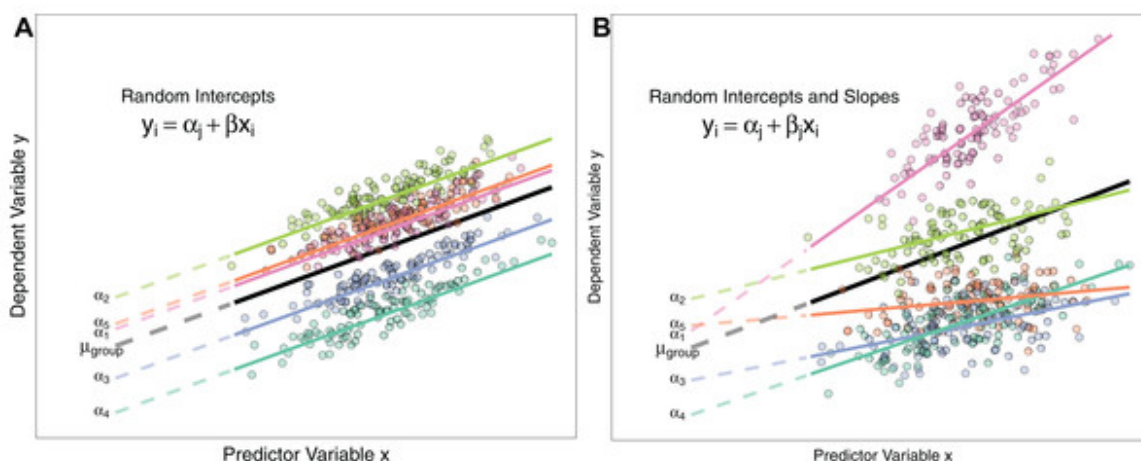 A
Random Intercepts
yᵢ = αⱼ + βxᵢ
Dependent Variable y
α₂
α₅
α₁
μgroup
α₃
α₄
Predictor Variable x
B
Random Intercepts and Slopes
yᵢ = αⱼ + βⱼxᵢ
Dependent Variable y
α₂
α₅
α₁
μgroup
α₃
α₄
Predictor Variable x